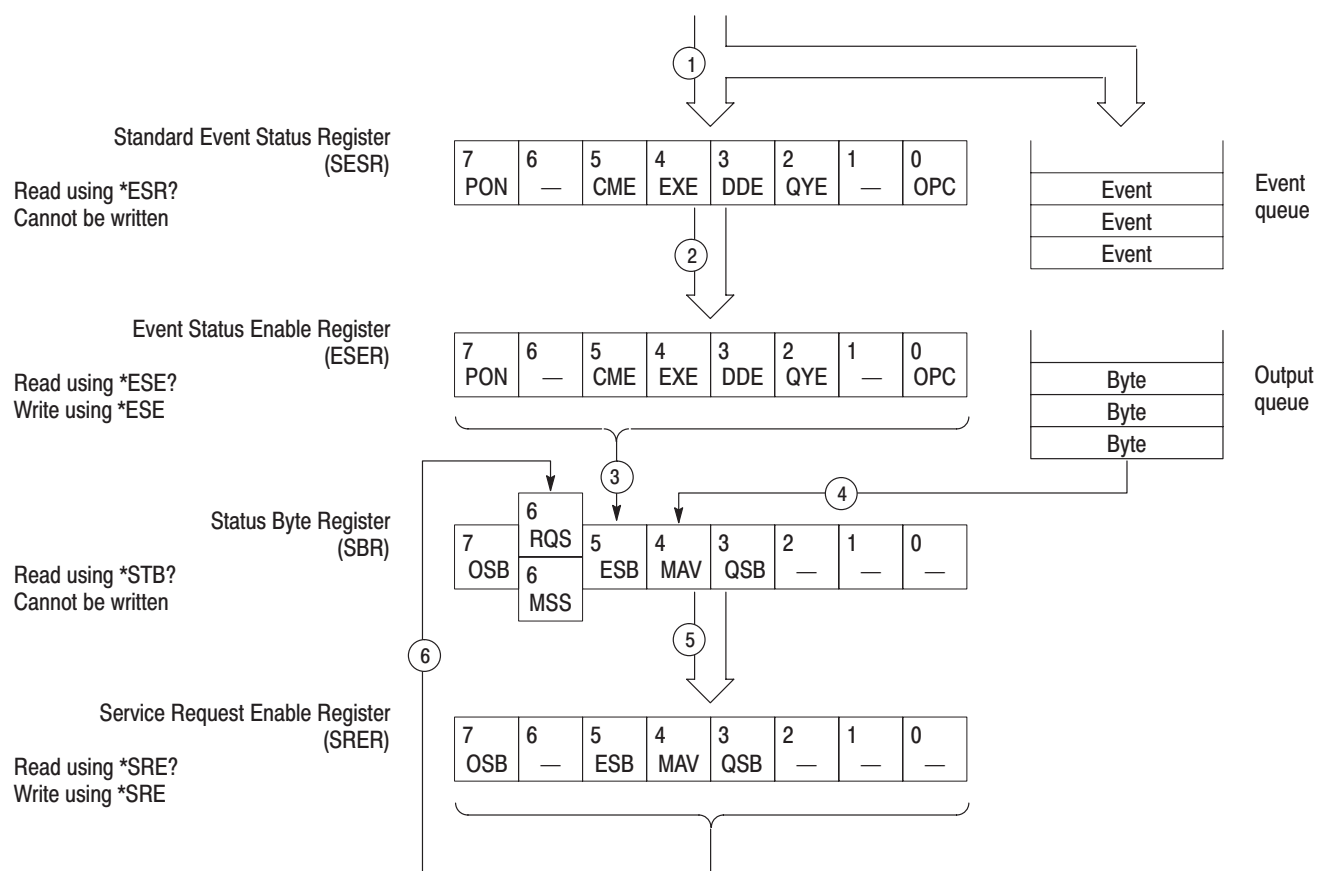 1
Standard Event Status Register
(SESR)
Read using *ESR?
Cannot be written
7 6 5 4 3 2 1 0
PON — CME EXE DDE QYE — OPC
Event
Event
Event
Event
queue
2
Event Status Enable Register
(ESER)
Read using *ESE?
Write using *ESE
7 6 5 4 3 2 1 0
PON — CME EXE DDE QYE — OPC
Byte
Byte
Byte
Output
queue
3
4
Status Byte Register
(SBR)
Read using *STB?
Cannot be written
6
RQS
7 5 4 3 2 1 0
OSB ESB MAV QSB — — —
6
MSS
5
6
Service Request Enable Register
(SRER)
Read using *SRE?
Write using *SRE
7 6 5 4 3 2 1 0
OSB — ESB MAV QSB — — —